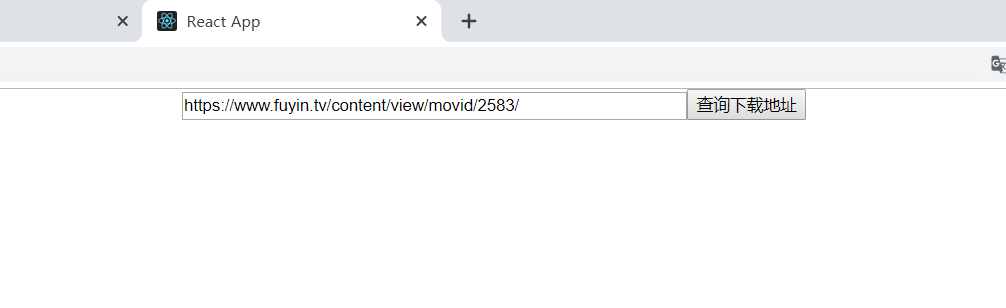 React App
https://www.fuyin.tv/content/view/movid/2583/ 查询下载地址